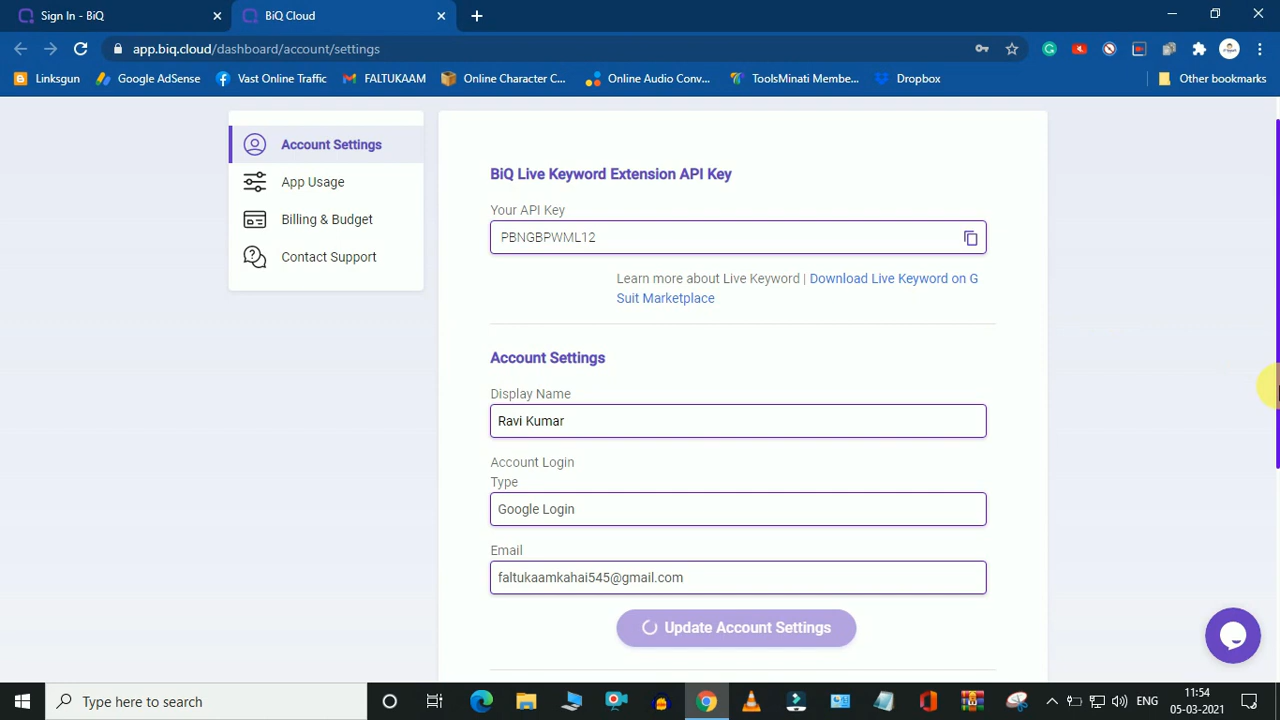 Sign In - BiQ
BiQ Cloud
app.biq.cloud/dashboard/account/settings
Linksgun
Google AdSense
Vast Online Traffic
FALTUKAAM
Online Character C...
Online Audio Conv...
ToolsMinati Membe...
Dropbox
Other bookmarks
Account Settings
App Usage
Billing & Budget
Contact Support
BiQ Live Keyword Extension API Key
Your API Key
PBNGBPWML12
Learn more about Live Keyword | Download Live Keyword on G
Suit Marketplace
Account Settings
Display Name
Ravi Kumar
Account Login
Type
Google Login
Email
faltukaamkahai545@gmail.com
Update Account Settings
Type here to search
ENG
11:54
05-03-2021